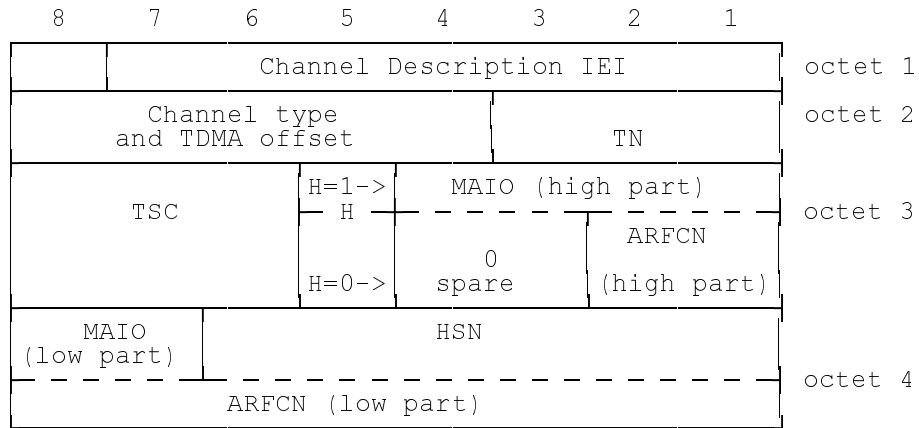 8 7 6 5 4 3 2 1
Channel Description IEI octet 1
Channel type octet 2
and TDMA offset TN
H=1-> MAIO (high part)
TSC H octet 3
ARFCN
0
H=0-> spare (high part)
MAIO HSN
(low part)
octet 4
ARFCN (low part)